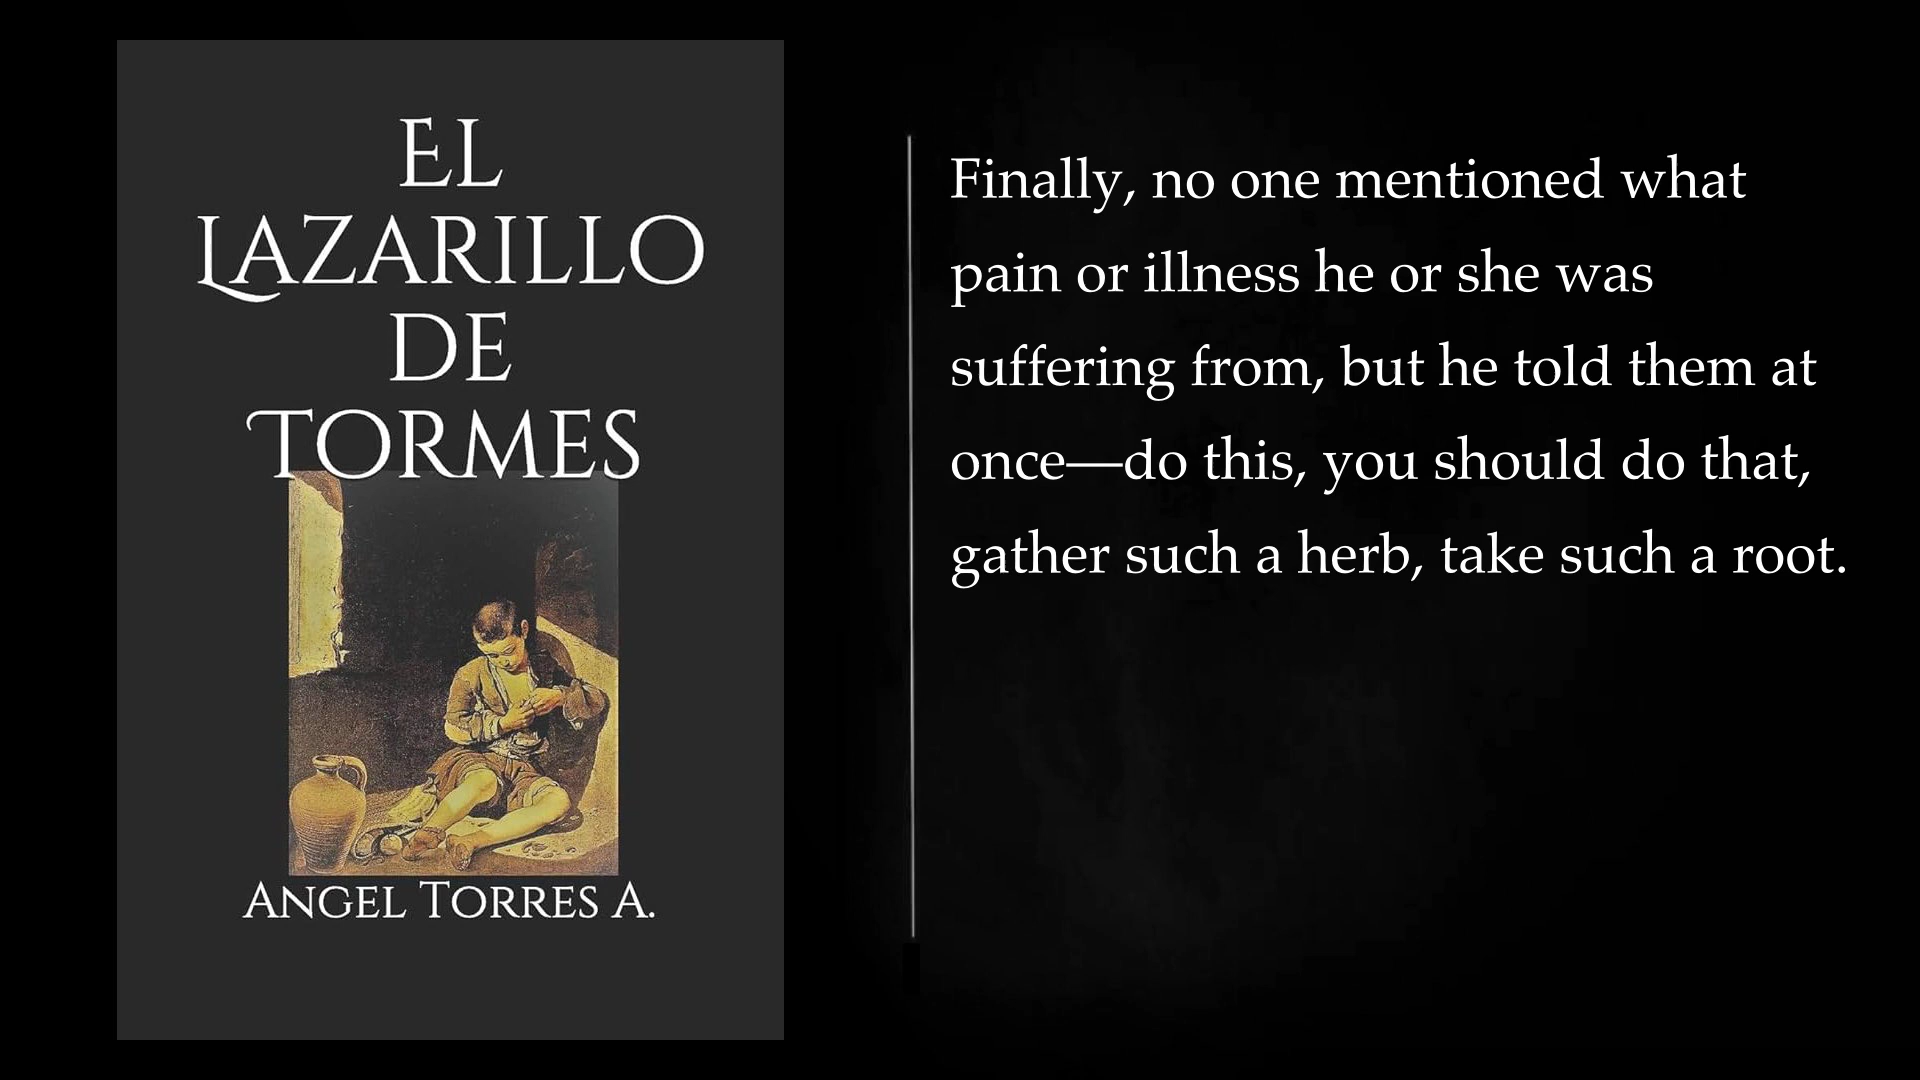 EL
LAZARILLO
DE
TORMES
ANGEL TORRES A.
Finally, no one mentioned what
pain or illness he or she was
suffering from, but he told them at
once—do this, you should do that,
gather such a herb, take such a root.